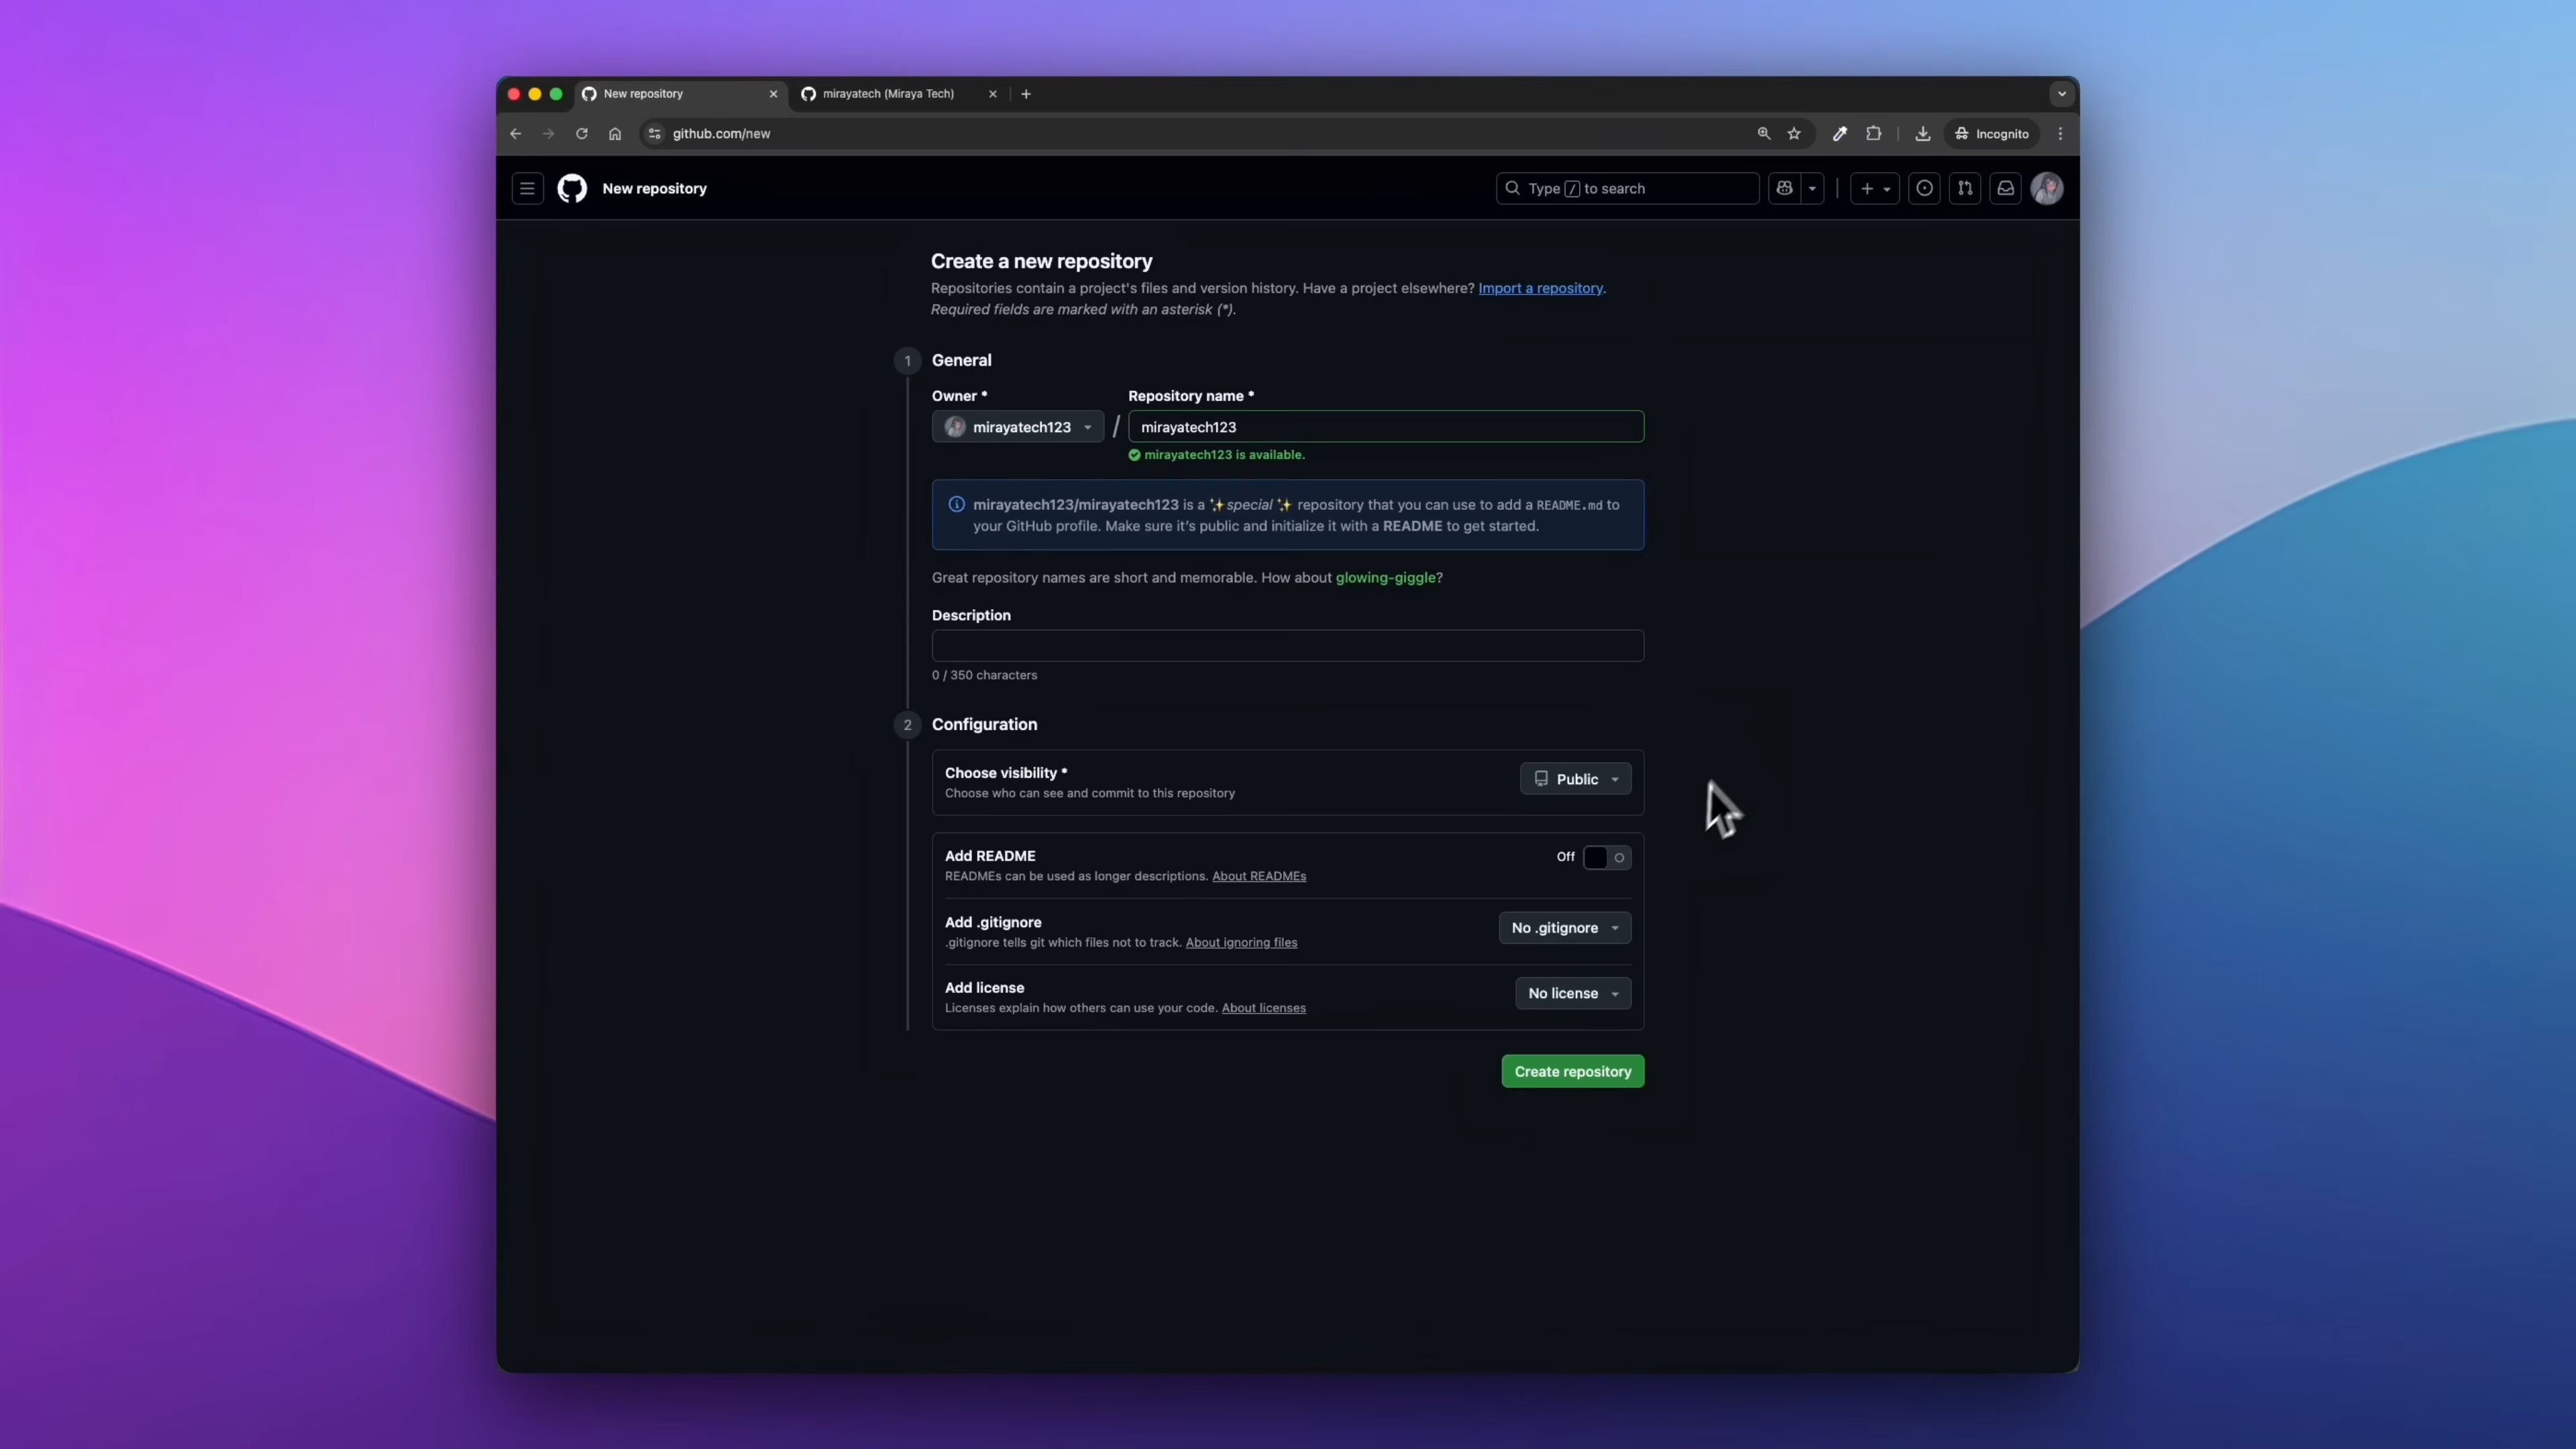 New repository
mirayatech (Miraya Tech)
github.com/new
Incognito
New repository
Type / to search
Create a new repository
Repositories contain a project's files and version history. Have a project elsewhere? Import a repository.
Required fields are marked with an asterisk (*).
1 General
Owner *
Repository name *
mirayatech123 / mirayatech123
mirayatech123 is available.
mirayatech123/mirayatech123 is a ✨special✨ repository that you can use to add a README.md to
your GitHub profile. Make sure it’s public and initialize it with a README to get started.
Great repository names are short and memorable. How about glowing-giggle?
Description
0 / 350 characters
2 Configuration
Choose visibility *
Choose who can see and commit to this repository
Public
Add README
READMEs can be used as longer descriptions. About READMEs
Off
Add .gitignore
.gitignore tells git which files not to track. About ignoring files
No .gitignore
Add license
Licenses explain how others can use your code. About licenses
No license
Create repository